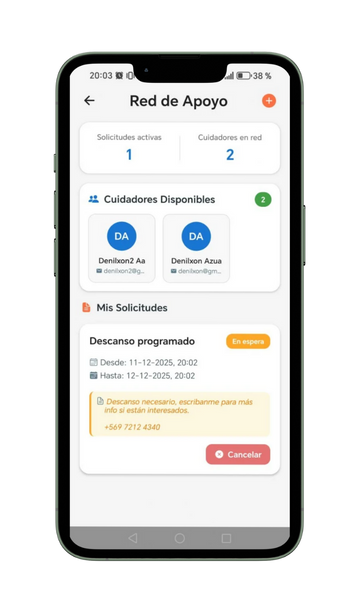 20:03 38 %
Red de Apoyo
Solicitudes activas
1
Cuidadores en red
2
Cuidadores Disponibles 2
DA
Denilxon2 Aa
denilxon2@g...
DA
Denilxon Azua
denilxon@gm...
Mis Solicitudes
Descanso programado En espera
Desde: 11-12-2025, 20:02
Hasta: 12-12-2025, 20:02
Descanso necesario, escríbanme para más
info si están interesados.
+569 7212 4340
Cancelar